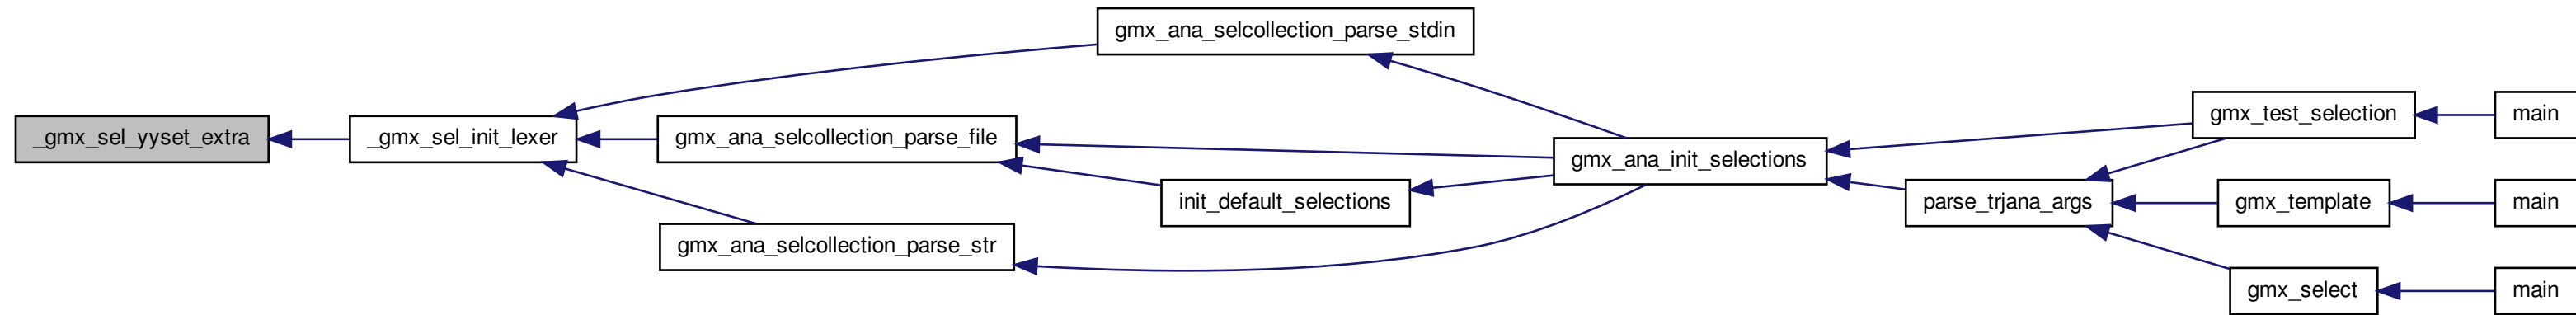 _gmx_sel_yyset_extra
_gmx_sel_init_lexer
gmx_ana_selcollection_parse_stdin
gmx_ana_selcollection_parse_file
init_default_selections
gmx_ana_selcollection_parse_str
gmx_ana_init_selections
gmx_test_selection
main
parse_trjana_args
gmx_template
main
gmx_select
main